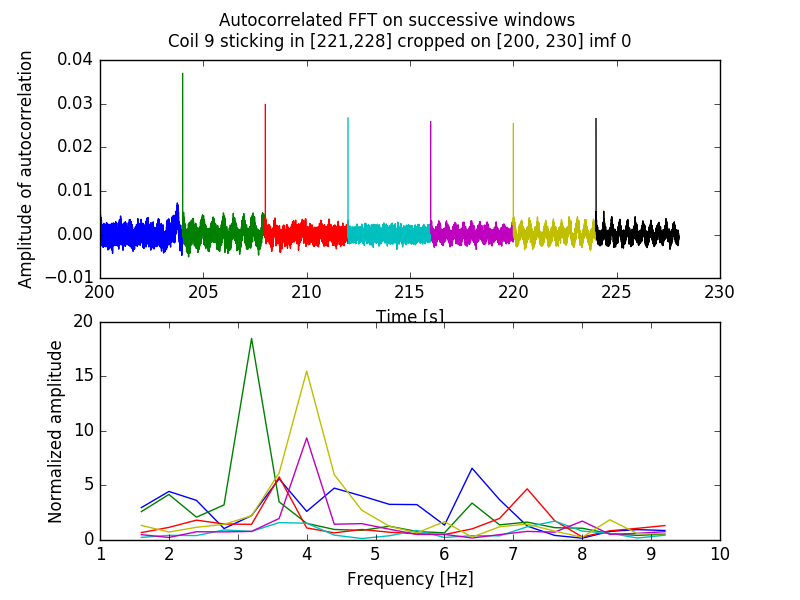 Autocorrelated FFT on successive windows
Coil 9 sticking in [221,228] cropped on [200, 230] imf 0
Amplitude of autocorrelation
0.04
0.03
0.02
0.01
0.00
−0.01
200 205 210 215 220 225 230
Time [s]
Normalized amplitude
20
15
10
5
0
1 2 3 4 5 6 7 8 9 10
Frequency [Hz]